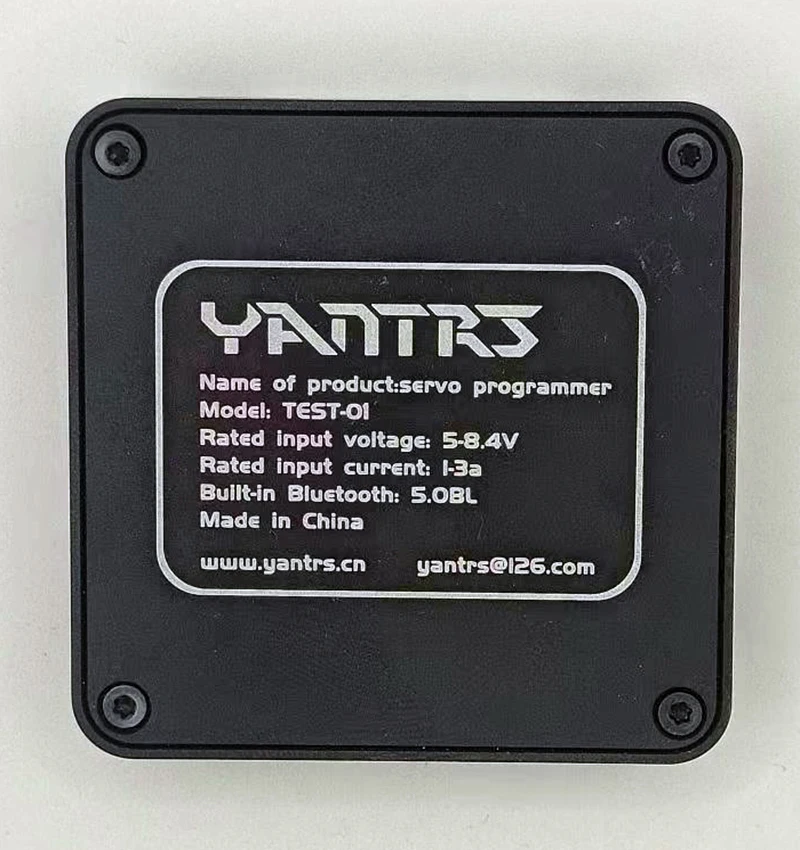 YANTRS
Name of product:servo programmer
Model: TEST-01
Rated input voltage: 5-8.4V
Rated input current: 1-3a
Built-in Bluetooth: 5.0BL
Made in China
www.yantrs.cn yantrs@126.com